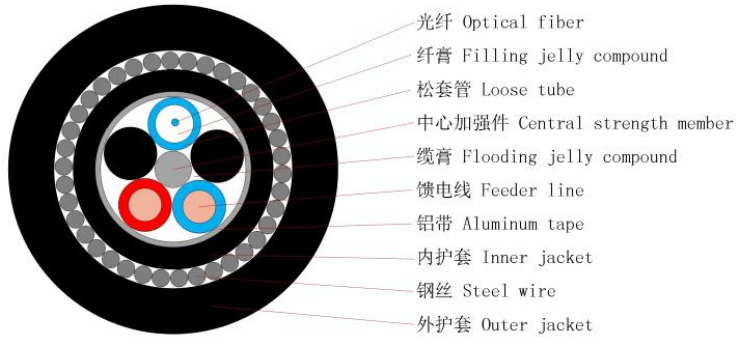 光纤 Optical fiber
纤膏 Filling jelly compound
松套管 Loose tube
中心加强件 Central strength member
缆膏 Flooding jelly compound
馈电线 Feeder line
铝带 Aluminum tape
内护套 Inner jacket
钢丝 Steel wire
外护套 Outer jacket